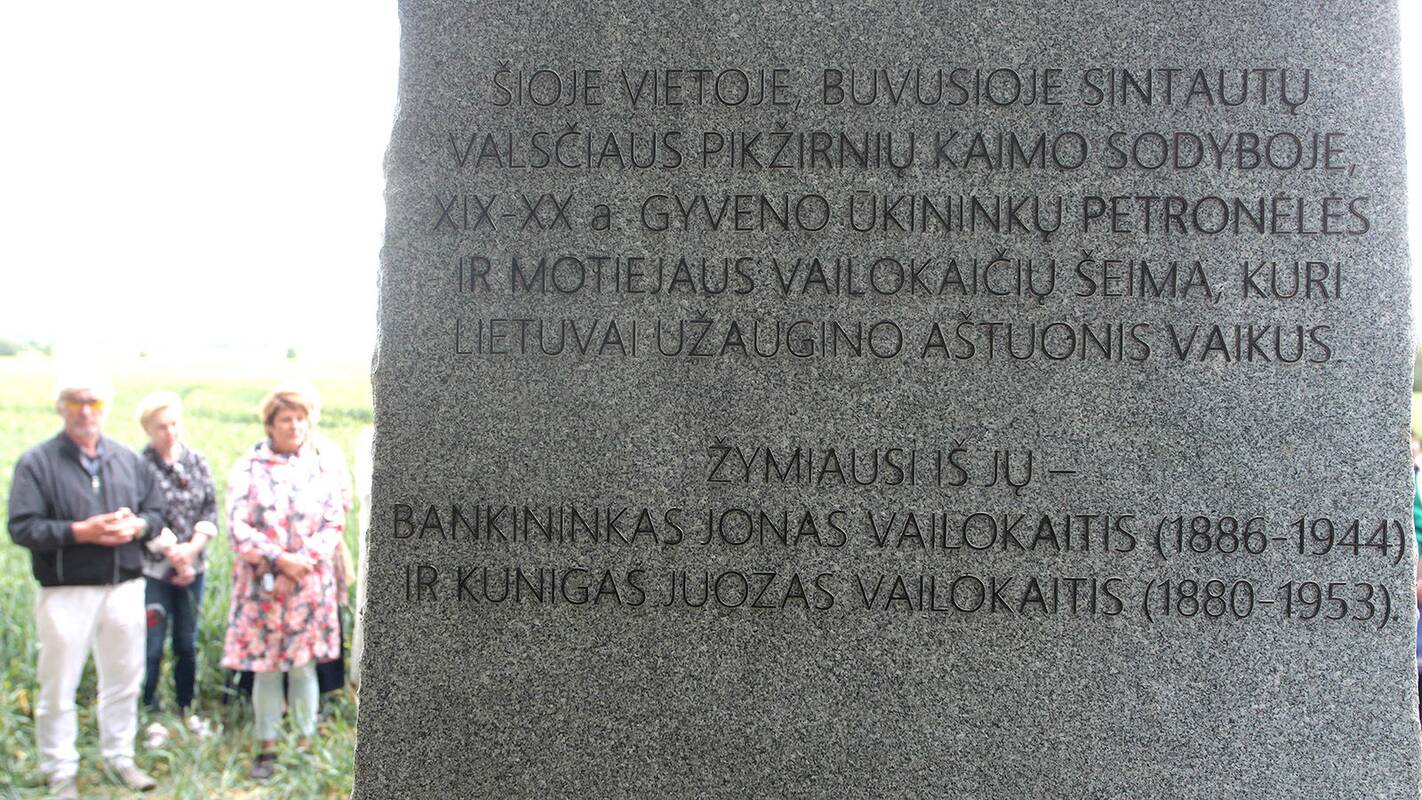 ŠIOJE VIETOJE, BUVUSIOJE SINTAUTŲ
VALSČIAUS PIKŽIRNIŲ KAIMO SODYBOJE,
XIX-XX a GYVENO ŪKININKŲ PETRONĖLĖS
IR MOTIEJAUS VAILOKAIČIŲ ŠEIMA, KURI
LIETUVAI UŽAUGINO AŠTUONIS VAIKUS
ŽYMIAUSI IŠ JŲ –
BANKININKAS JONAS VAILOKAITIS (1886-1944)
IR KUNIGAS JUOZAS VAILOKAITIS (1880-1953).